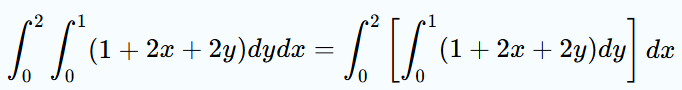 ∫₀² ∫₀¹ (1 + 2x + 2y)dydx = ∫₀² [∫₀¹ (1 + 2x + 2y)dy] dx